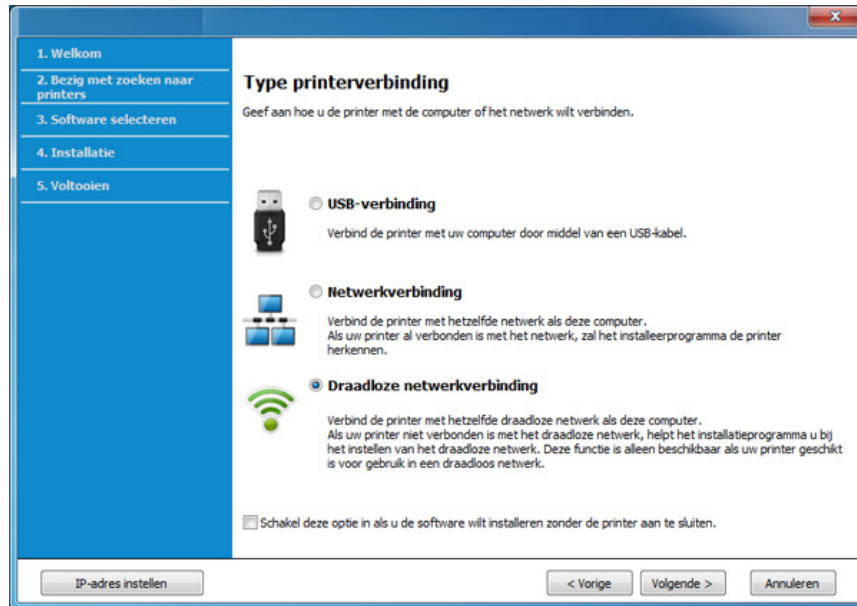 1. Welkom
2. Bezig met zoeken naar
printers
3. Software selecteren
4. Installatie
5. Voltooien
Type printerverbinding
Geef aan hoe u de printer met de computer of het netwerk wilt verbinden.
USB-verbinding
Verbind de printer met uw computer door middel van een USB-kabel.
Netwerkverbinding
Verbind de printer met hetzelfde netwerk als deze computer.
Als uw printer al verbonden is met het netwerk, zal het installeerprogramma de printer
herkennen.
Draadloze netwerkverbinding
Verbind de printer met hetzelfde draadloze netwerk als deze computer.
Als uw printer niet verbonden is met het draadloze netwerk, helpt het installatieprogramma u bij
het instellen van het draadloze netwerk. Deze functie is alleen beschikbaar als uw printer geschikt
is voor gebruik in een draadloos netwerk.
Schakel deze optie in als u de software wilt installeren zonder de printer aan te sluiten.
IP-adres instellen
< Vorige
Volgende >
Annuleren